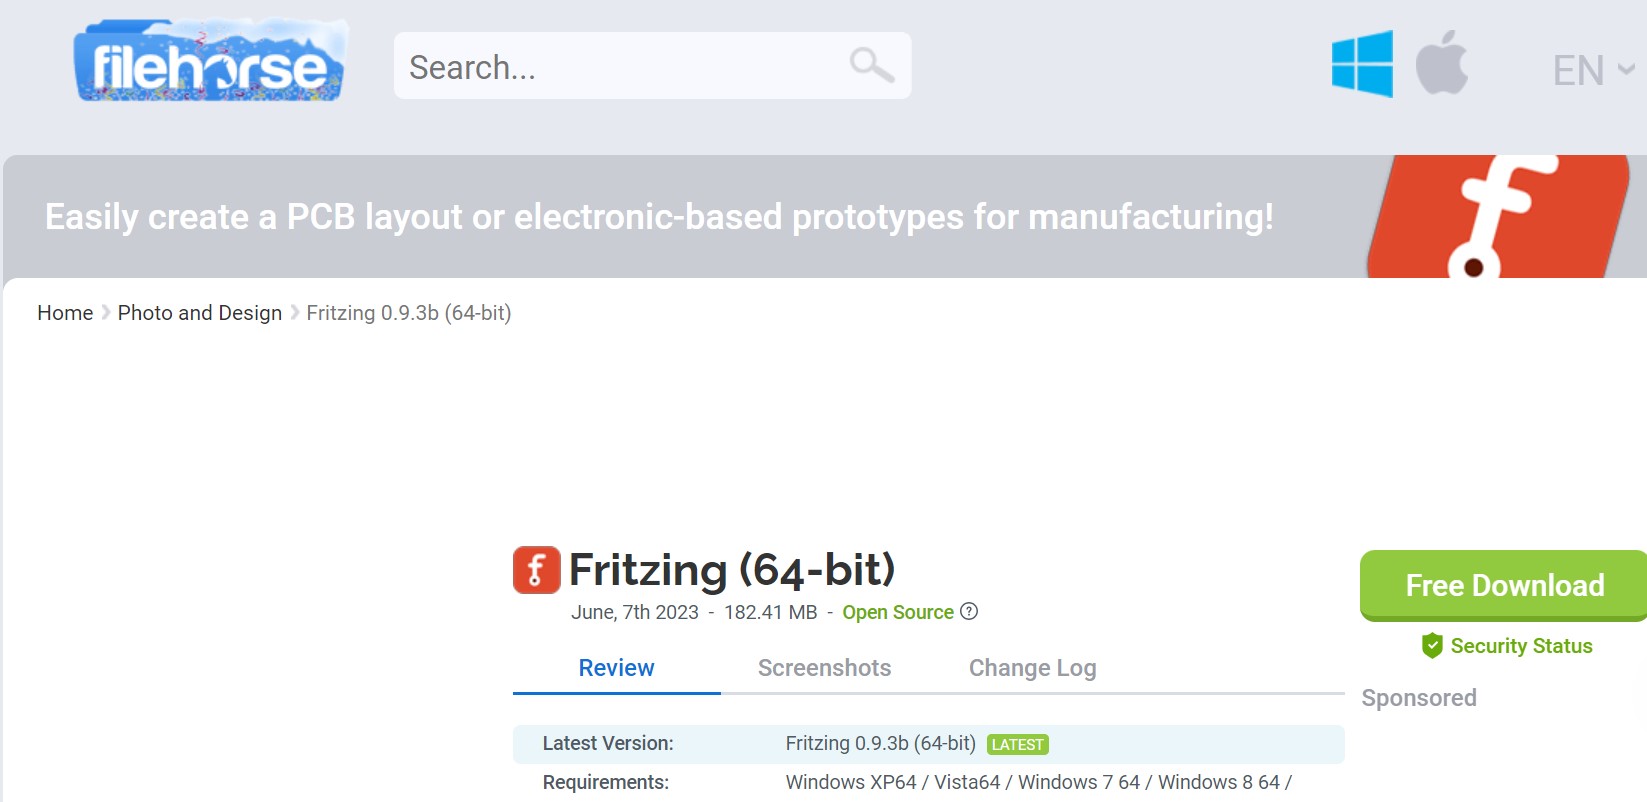 filehorse
Search...
EN
Easily create a PCB layout or electronic-based prototypes for manufacturing!
Home > Photo and Design > Fritzing 0.9.3b (64-bit)
Fritzing (64-bit)
Free Download
June, 7th 2023 - 182.41 MB - Open Source ?
Security Status
Review Screenshots Change Log
Sponsored
Latest Version: Fritzing 0.9.3b (64-bit) LATEST
Requirements: Windows XP64 / Vista64 / Windows 7 64 / Windows 8 64 /